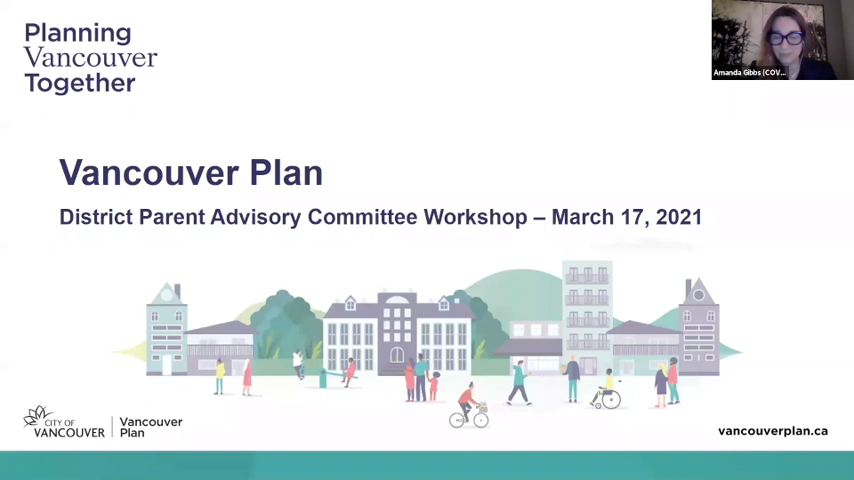 Planning
Vancouver
Together
Amanda Gibbs (COV...
Vancouver Plan
District Parent Advisory Committee Workshop – March 17, 2021
CITY OF
VANCOUVER
Vancouver
Plan
vancouverplan.ca